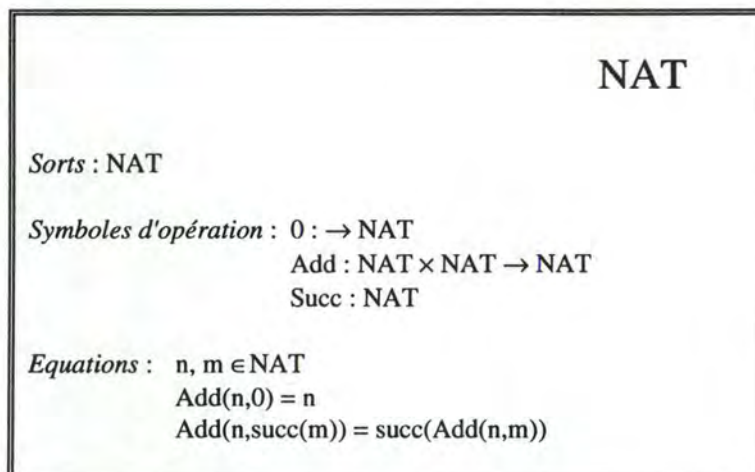 NAT
Sorts : NAT
Symboles d'opération : 0 : → NAT
Add : NAT × NAT → NAT
Succ : NAT
Equations : n, m ∈ NAT
Add(n,0) = n
Add(n,succ(m)) = succ(Add(n,m))